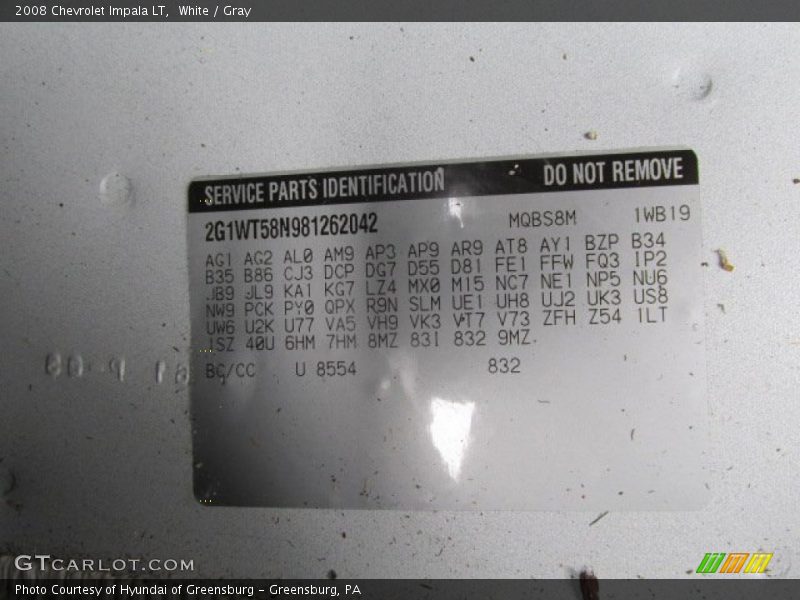 2008 Chevrolet Impala LT,  White / Gray
SERVICE PARTS IDENTIFICATION DO NOT REMOVE
2G1WT58N981262042 MQBS8M 1WB19
AG1 AG2 AL0 AM9 AP3 AP9 AR9 AT8 AY1 BZP B34
B35 B86 CJ3 DCP DG7 D55 D81 FE1 FFW FQ3 IP2
JB9 JL9 KA1 KG7 LZ4 MX0 M15 NC7 NE1 NP5 NU6
NW9 PCK PY0 QPX R9N SLM UE1 UH8 UJ2 UK3 US8
UW6 U2K U77 VA5 VH9 VK3 VT7 V73 ZFH Z54 1LT
1SZ 40U 6HM 7HM 8MZ 831 832 9MZ
BC/CC U 8554 832
GTCARLOT.COM
Photo Courtesy of Hyundai of Greensburg - Greensburg, PA